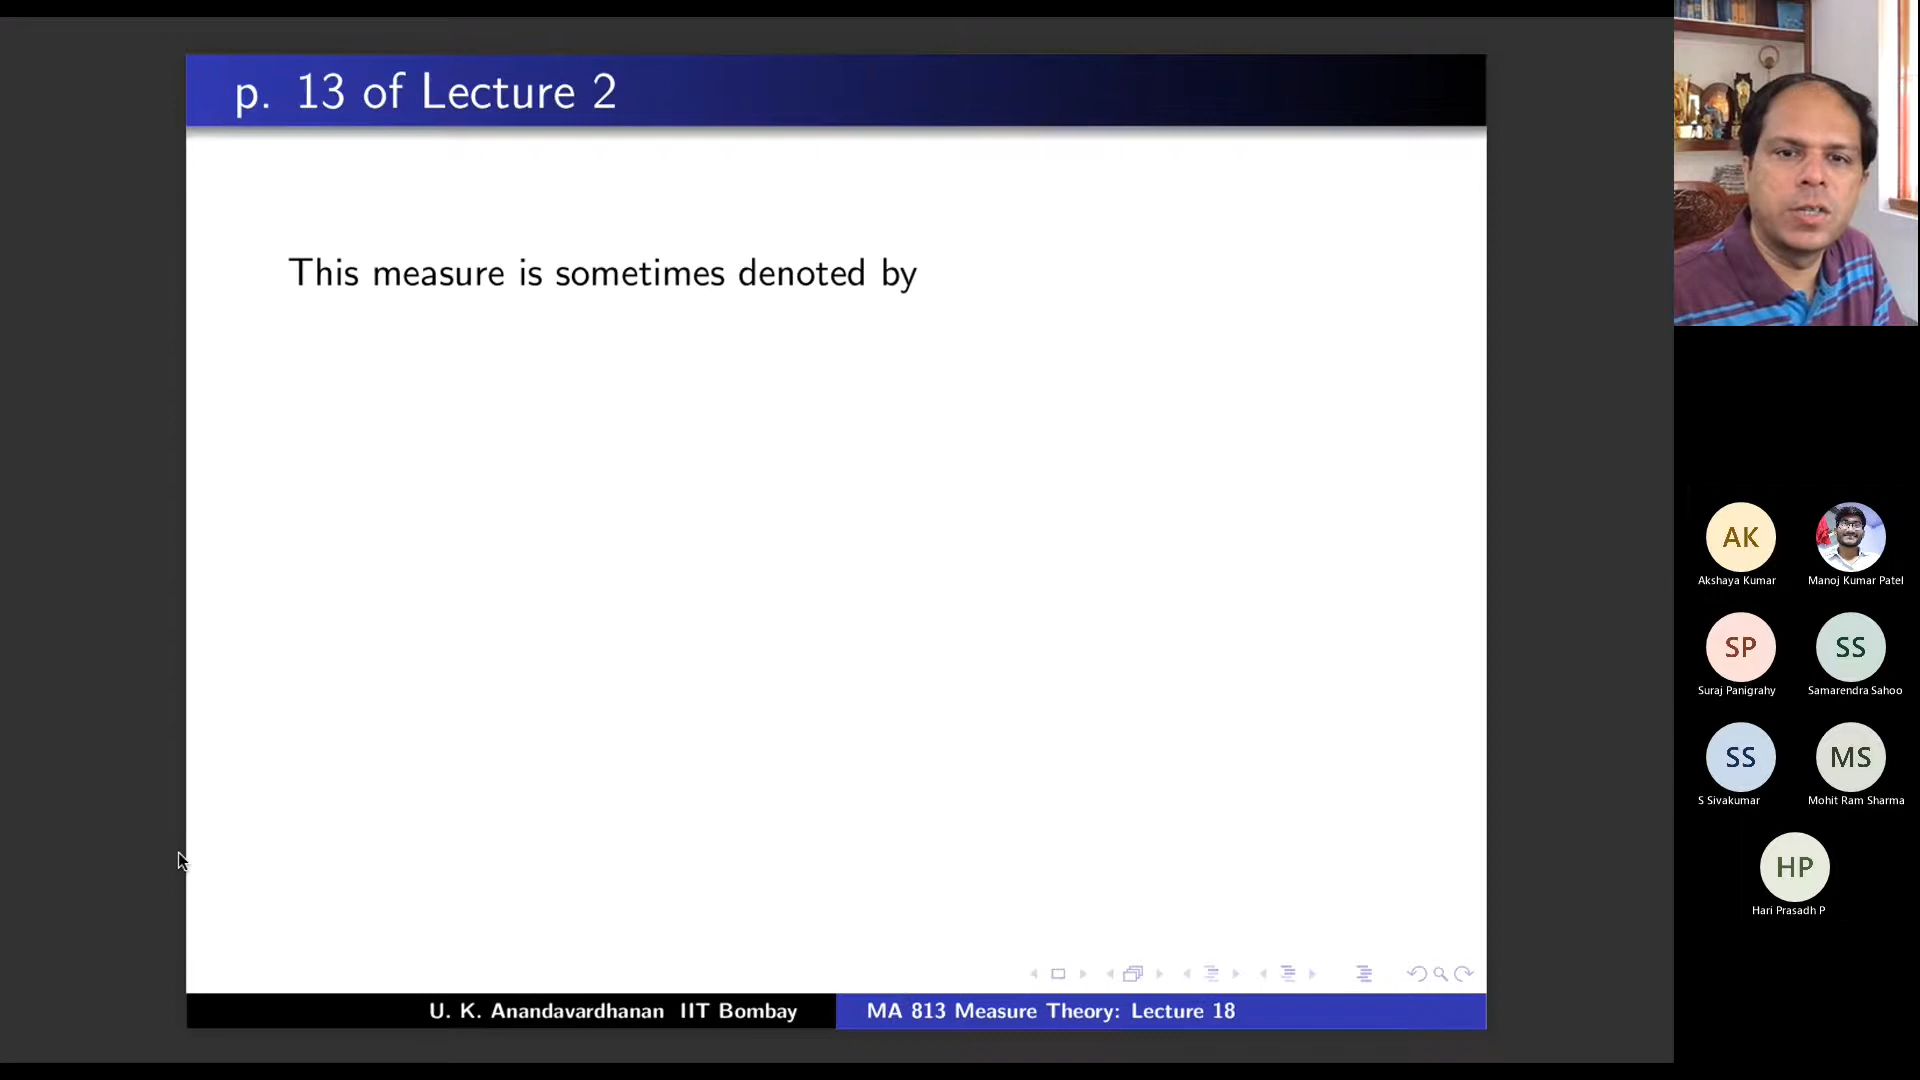 p. 13 of Lecture 2
This measure is sometimes denoted by
U. K. Anandavardhanan IIT Bombay
MA 813 Measure Theory: Lecture 18
AK
Akshaya Kumar
Manoj Kumar Patel
SP
Suraj Panigrahy
SS
Samarendra Sahoo
SS
S Sivakumar
MS
Mohit Ram Sharma
HP
Hari Prasadh P